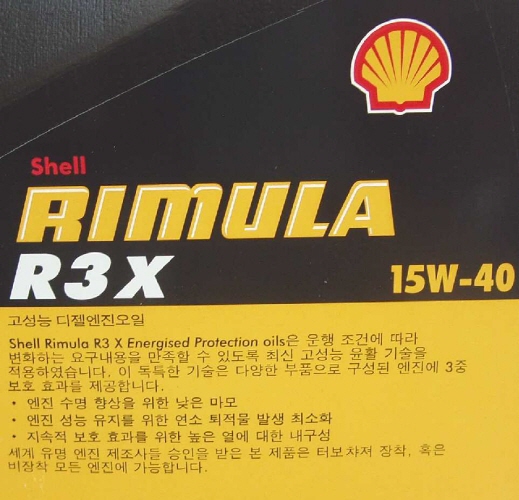 Shell
RIMULA
R3X
15W-40
고성능 디젤엔진오일
Shell Rimula R3 X Energised Protection oils은 운행 조건에 따라
변화하는 요구내용을 만족할 수 있도록 최신 고성능 윤활 기술을
적용하였습니다. 이 독특한 기술은 다양한 부품으로 구성된 엔진에 3중
보호 효과를 제공합니다.
• 엔진 수명 향상을 위한 낮은 마모
• 엔진 성능 유지를 위한 연소 퇴적물 발생 최소화
• 지속적 보호 효과를 위한 높은 열에 대한 내구성
세계 유명 엔진 제조사들 승인을 받은 본 제품은 터보챠져 장착, 혹은
비장착 모든 엔진에 가능합니다.